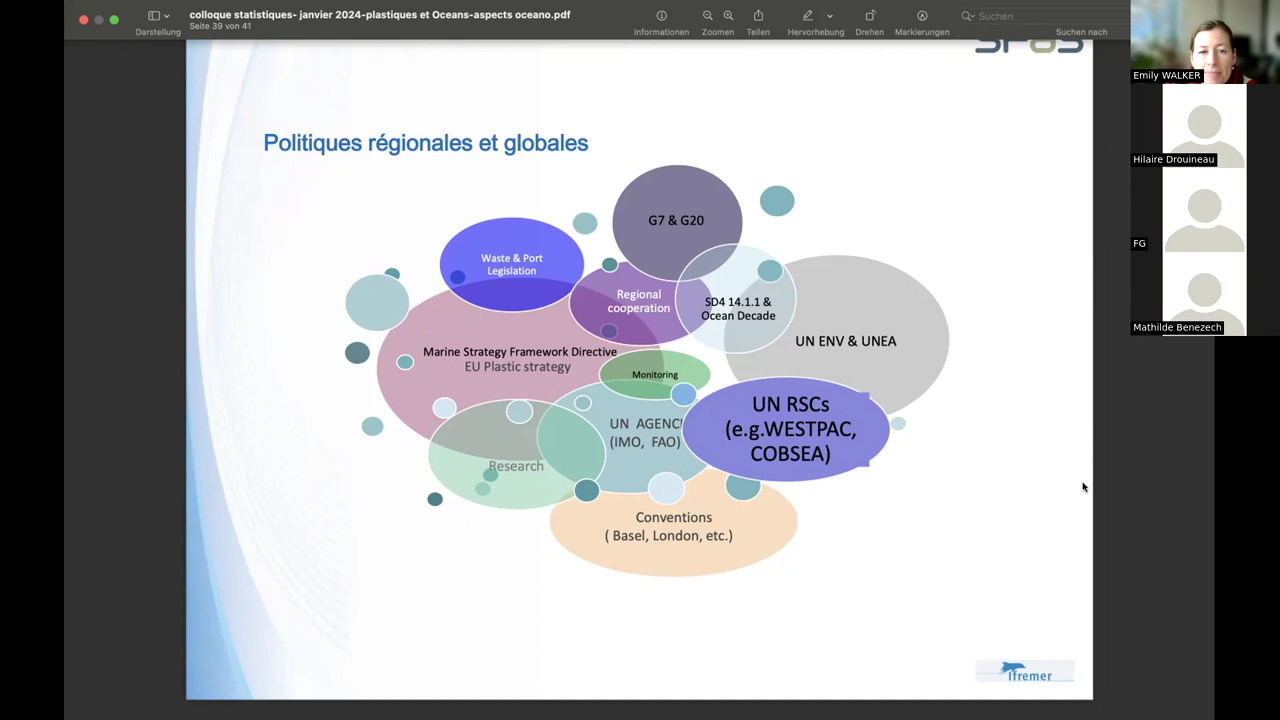 colloque statistiques- janvier 2024-plastiques et Oceans-aspects oceano.pdf
Seite 39 von 41
Darstellung
Informationen
Zoomen
Teilen
Hervorhebung
Drehen
Markierungen
Suchen
Suchen nach
Politiques régionales et globales
G7 & G20
Waste & Port
Legislation
Regional
cooperation
SD4 14.1.1 &
Ocean Decade
UN ENV & UNEA
Marine Strategy Framework Directive
EU Plastic strategy
Monitoring
UN RSCs
(e.g.WESTPAC,
COBSEA)
UN AGENC
(IMO, FAO)
Research
Conventions
( Basel, London, etc.)
Ifremer
Emily WALKER
Hilaire Drouineau
FG
Mathilde Benezech